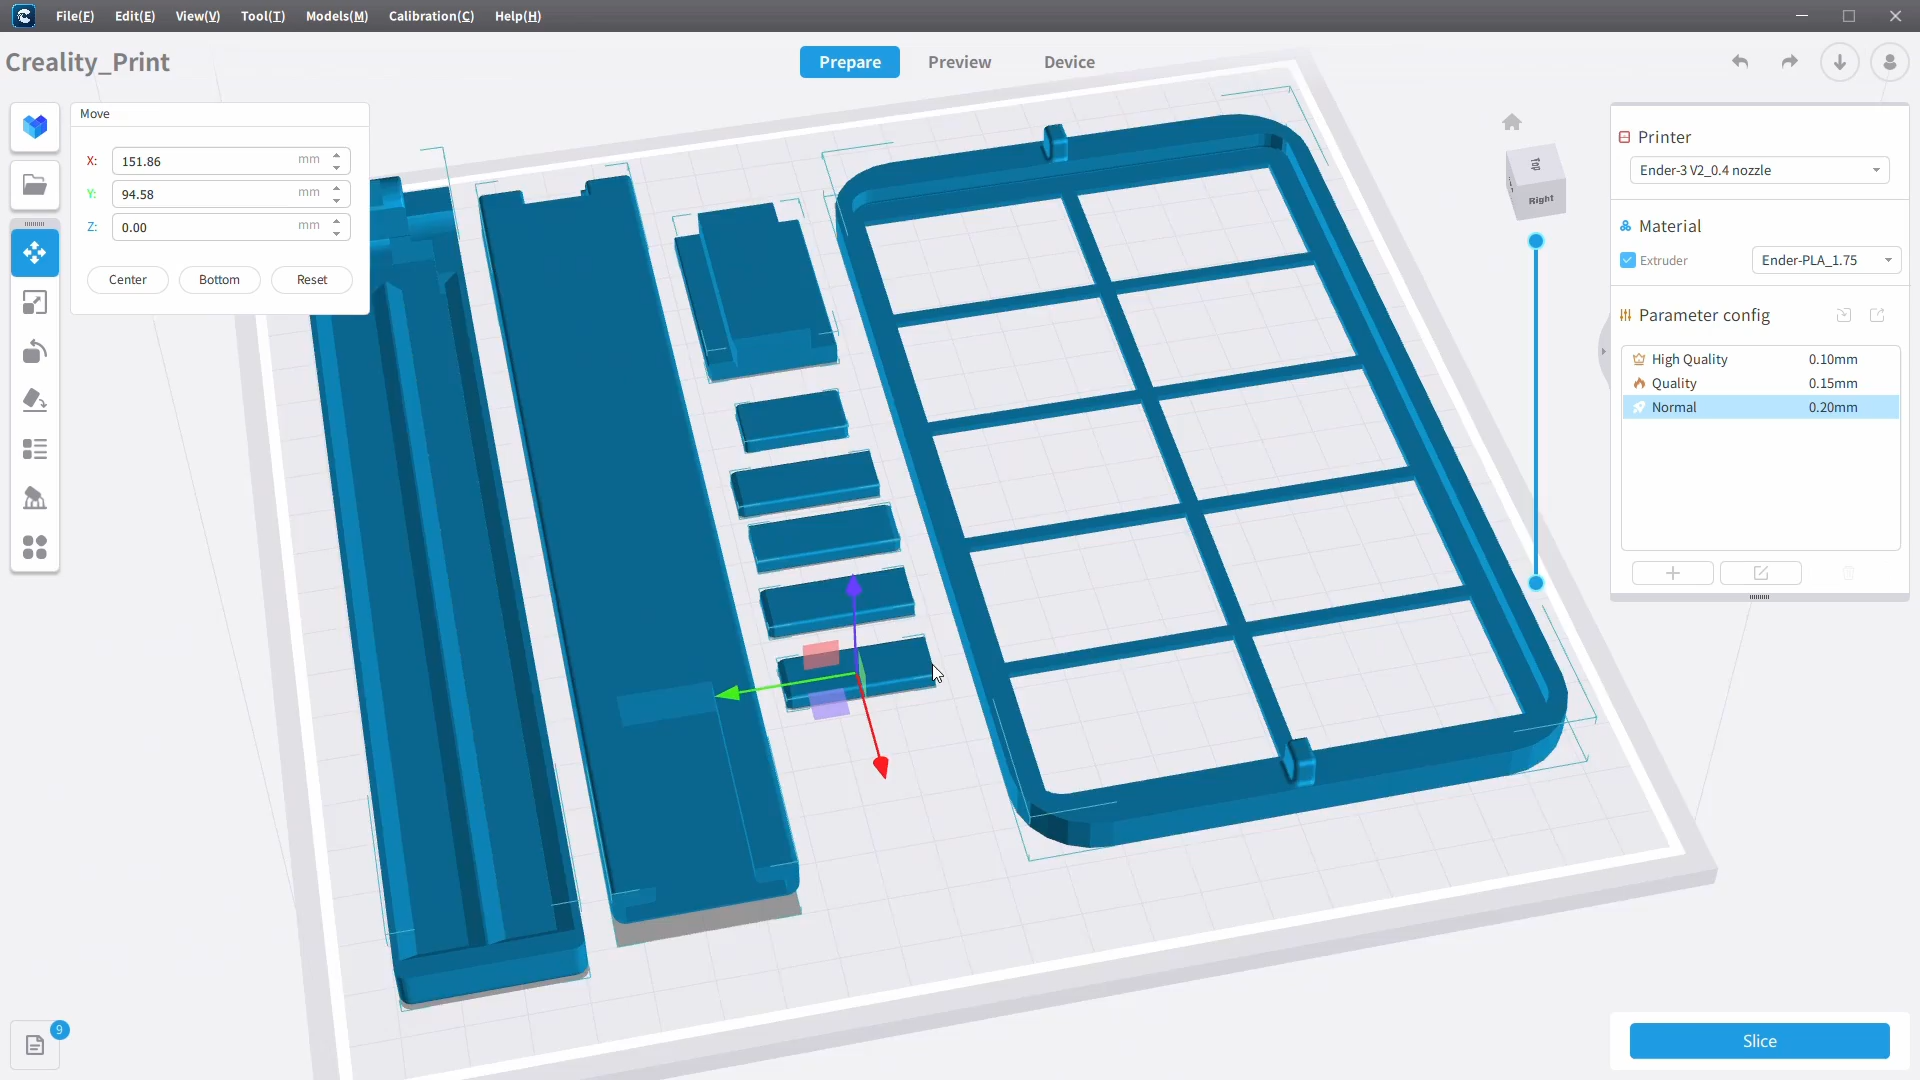 File(F) Edit(E) View(V) Tool(T) Models(M) Calibration(C) Help(H)
Creality_Print
Prepare Preview Device
Move
X: 151.86 mm
Y: 94.58 mm
Z: 0.00 mm
Center Bottom Reset
Right
Printer
Ender-3 V2_0.4 nozzle
Material
Extruder Ender-PLA_1.75
Parameter config
High Quality 0.10mm
Quality 0.15mm
Normal 0.20mm
9
Slice